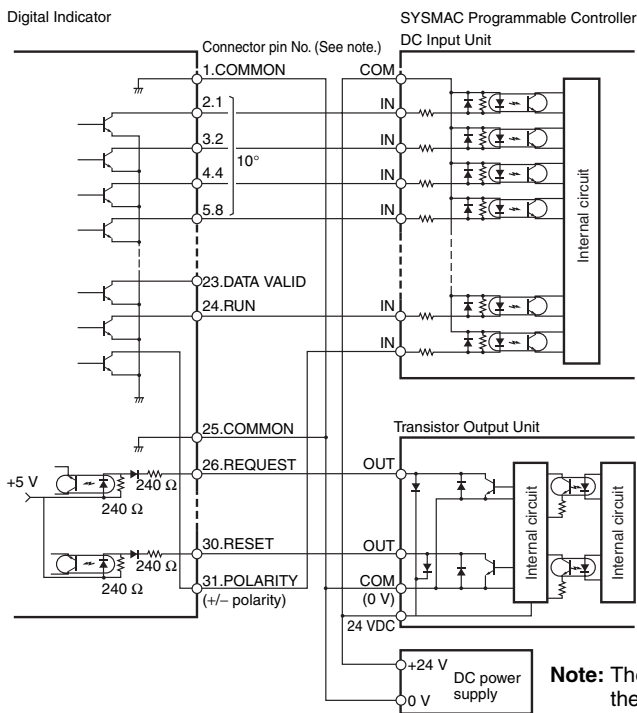 Digital Indicator
SYSMAC Programmable Controller
Connector pin No. (See note.)
DC Input Unit
1.COMMON
COM
2.1
IN
3.2
IN
10°
4.4
IN
5.8
IN
Internal circuit
23.DATA VALID
24.RUN
IN
IN
25.COMMON
Transistor Output Unit
+5 V
26.REQUEST
OUT
240 Ω
240 Ω
Internal circuit
Internal circuit
30.RESET
OUT
240 Ω
240 Ω
31.POLARITY
(+/− polarity)
COM
(0 V)
24 VDC
+24 V
DC power
supply
0 V
Note: The
the